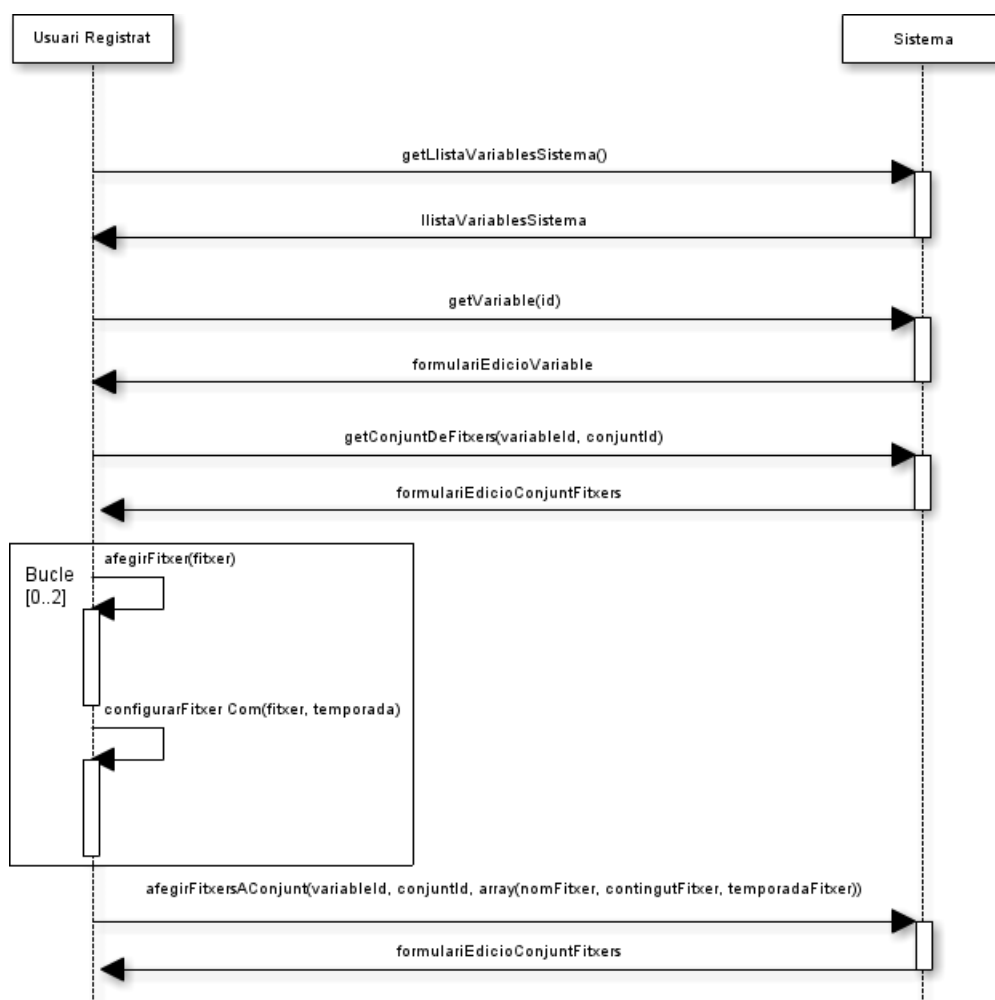 Usuari Registrat
Sistema
getLlistaVariablesSistema()
llistaVariablesSistema
getVariable(id)
formulariEdicioVariable
getConjuntDeFitxers(variableId, conjuntId)
formulariEdicioConjuntFitxers
afegirFitxer(fitxer)
Bucle
[0..2]
configurarFitxer Com(fitxer, temporada)
afegirFitxersAConjunt(variableId, conjuntId, array(nomFitxer, contingutFitxer, temporadaFitxer))
formulariEdicioConjuntFitxers